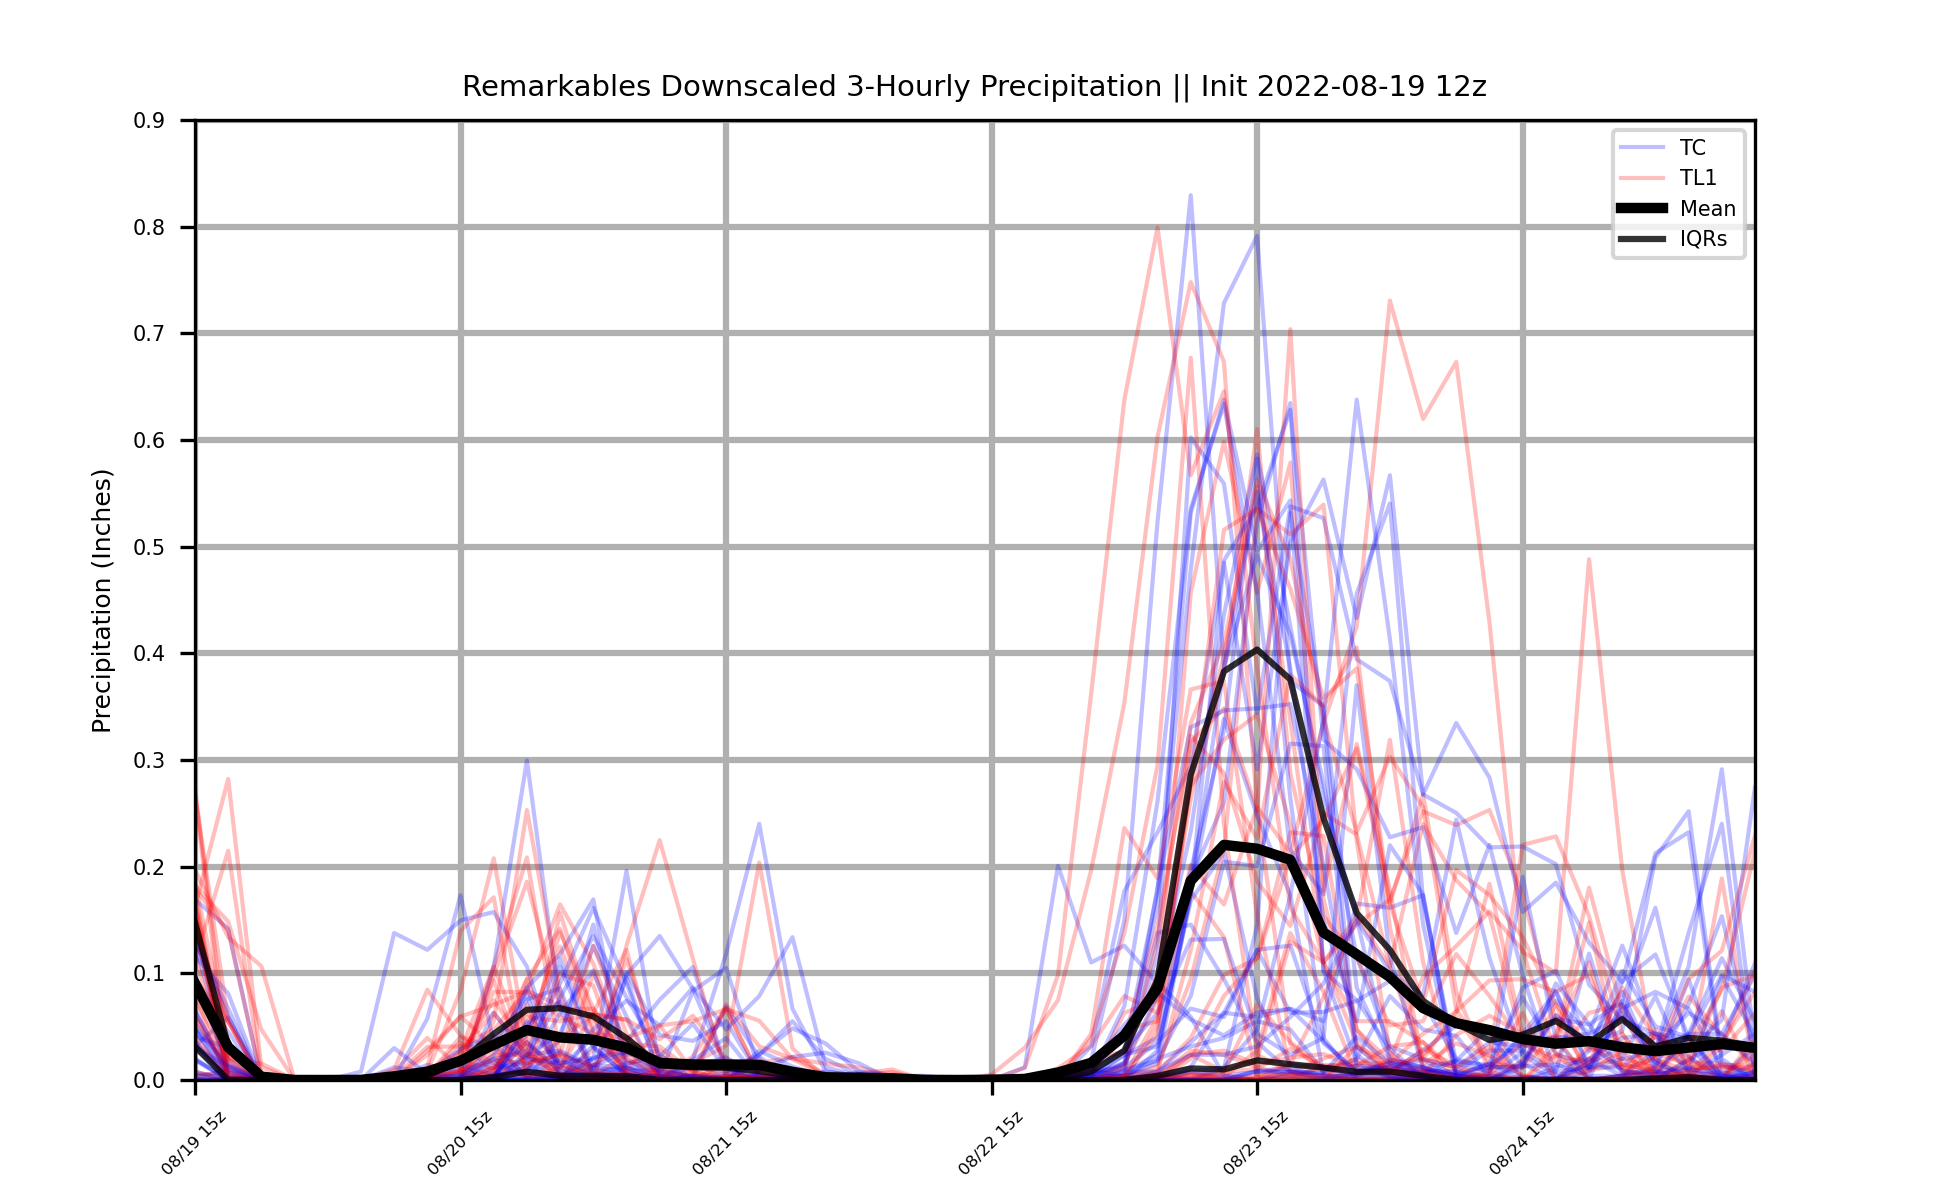 Remarkables Downscaled 3-Hourly Precipitation || Init 2022-08-19 12z
Precipitation (Inches)
0.9
0.8
0.7
0.6
0.5
0.4
0.3
0.2
0.1
0.0
TC
TL1
Mean
IQRs
08/19 15z
08/20 15z
08/21 15z
08/22 15z
08/23 15z
08/24 15z